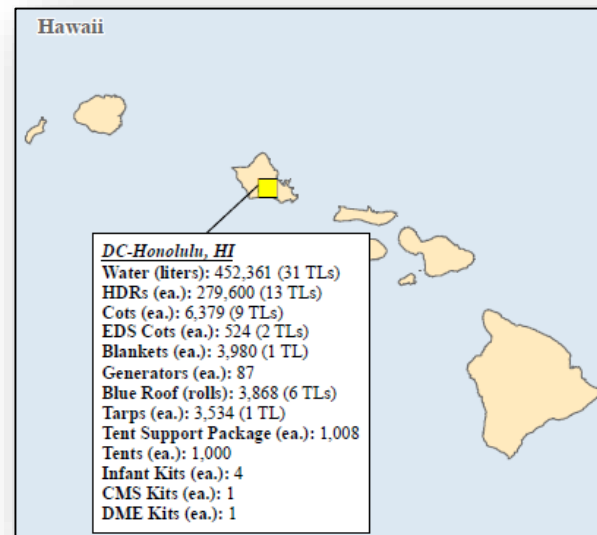 Hawaii
DC-Honolulu, HI
Water (liters): 452,361 (31 TLs)
HDRs (ea.): 279,600 (13 TLs)
Cots (ea.): 6,379 (9 TLs)
EDS Cots (ea.): 524 (2 TLs)
Blankets (ea.): 3,980 (1 TL)
Generators (ea.): 87
Blue Roof (rolls): 3,868 (6 TLs)
Tarps (ea.): 3,534 (1 TL)
Tent Support Package (ea.): 1,008
Tents (ea.): 1,000
Infant Kits (ea.): 4
CMS Kits (ea.): 1
DME Kits (ea.): 1